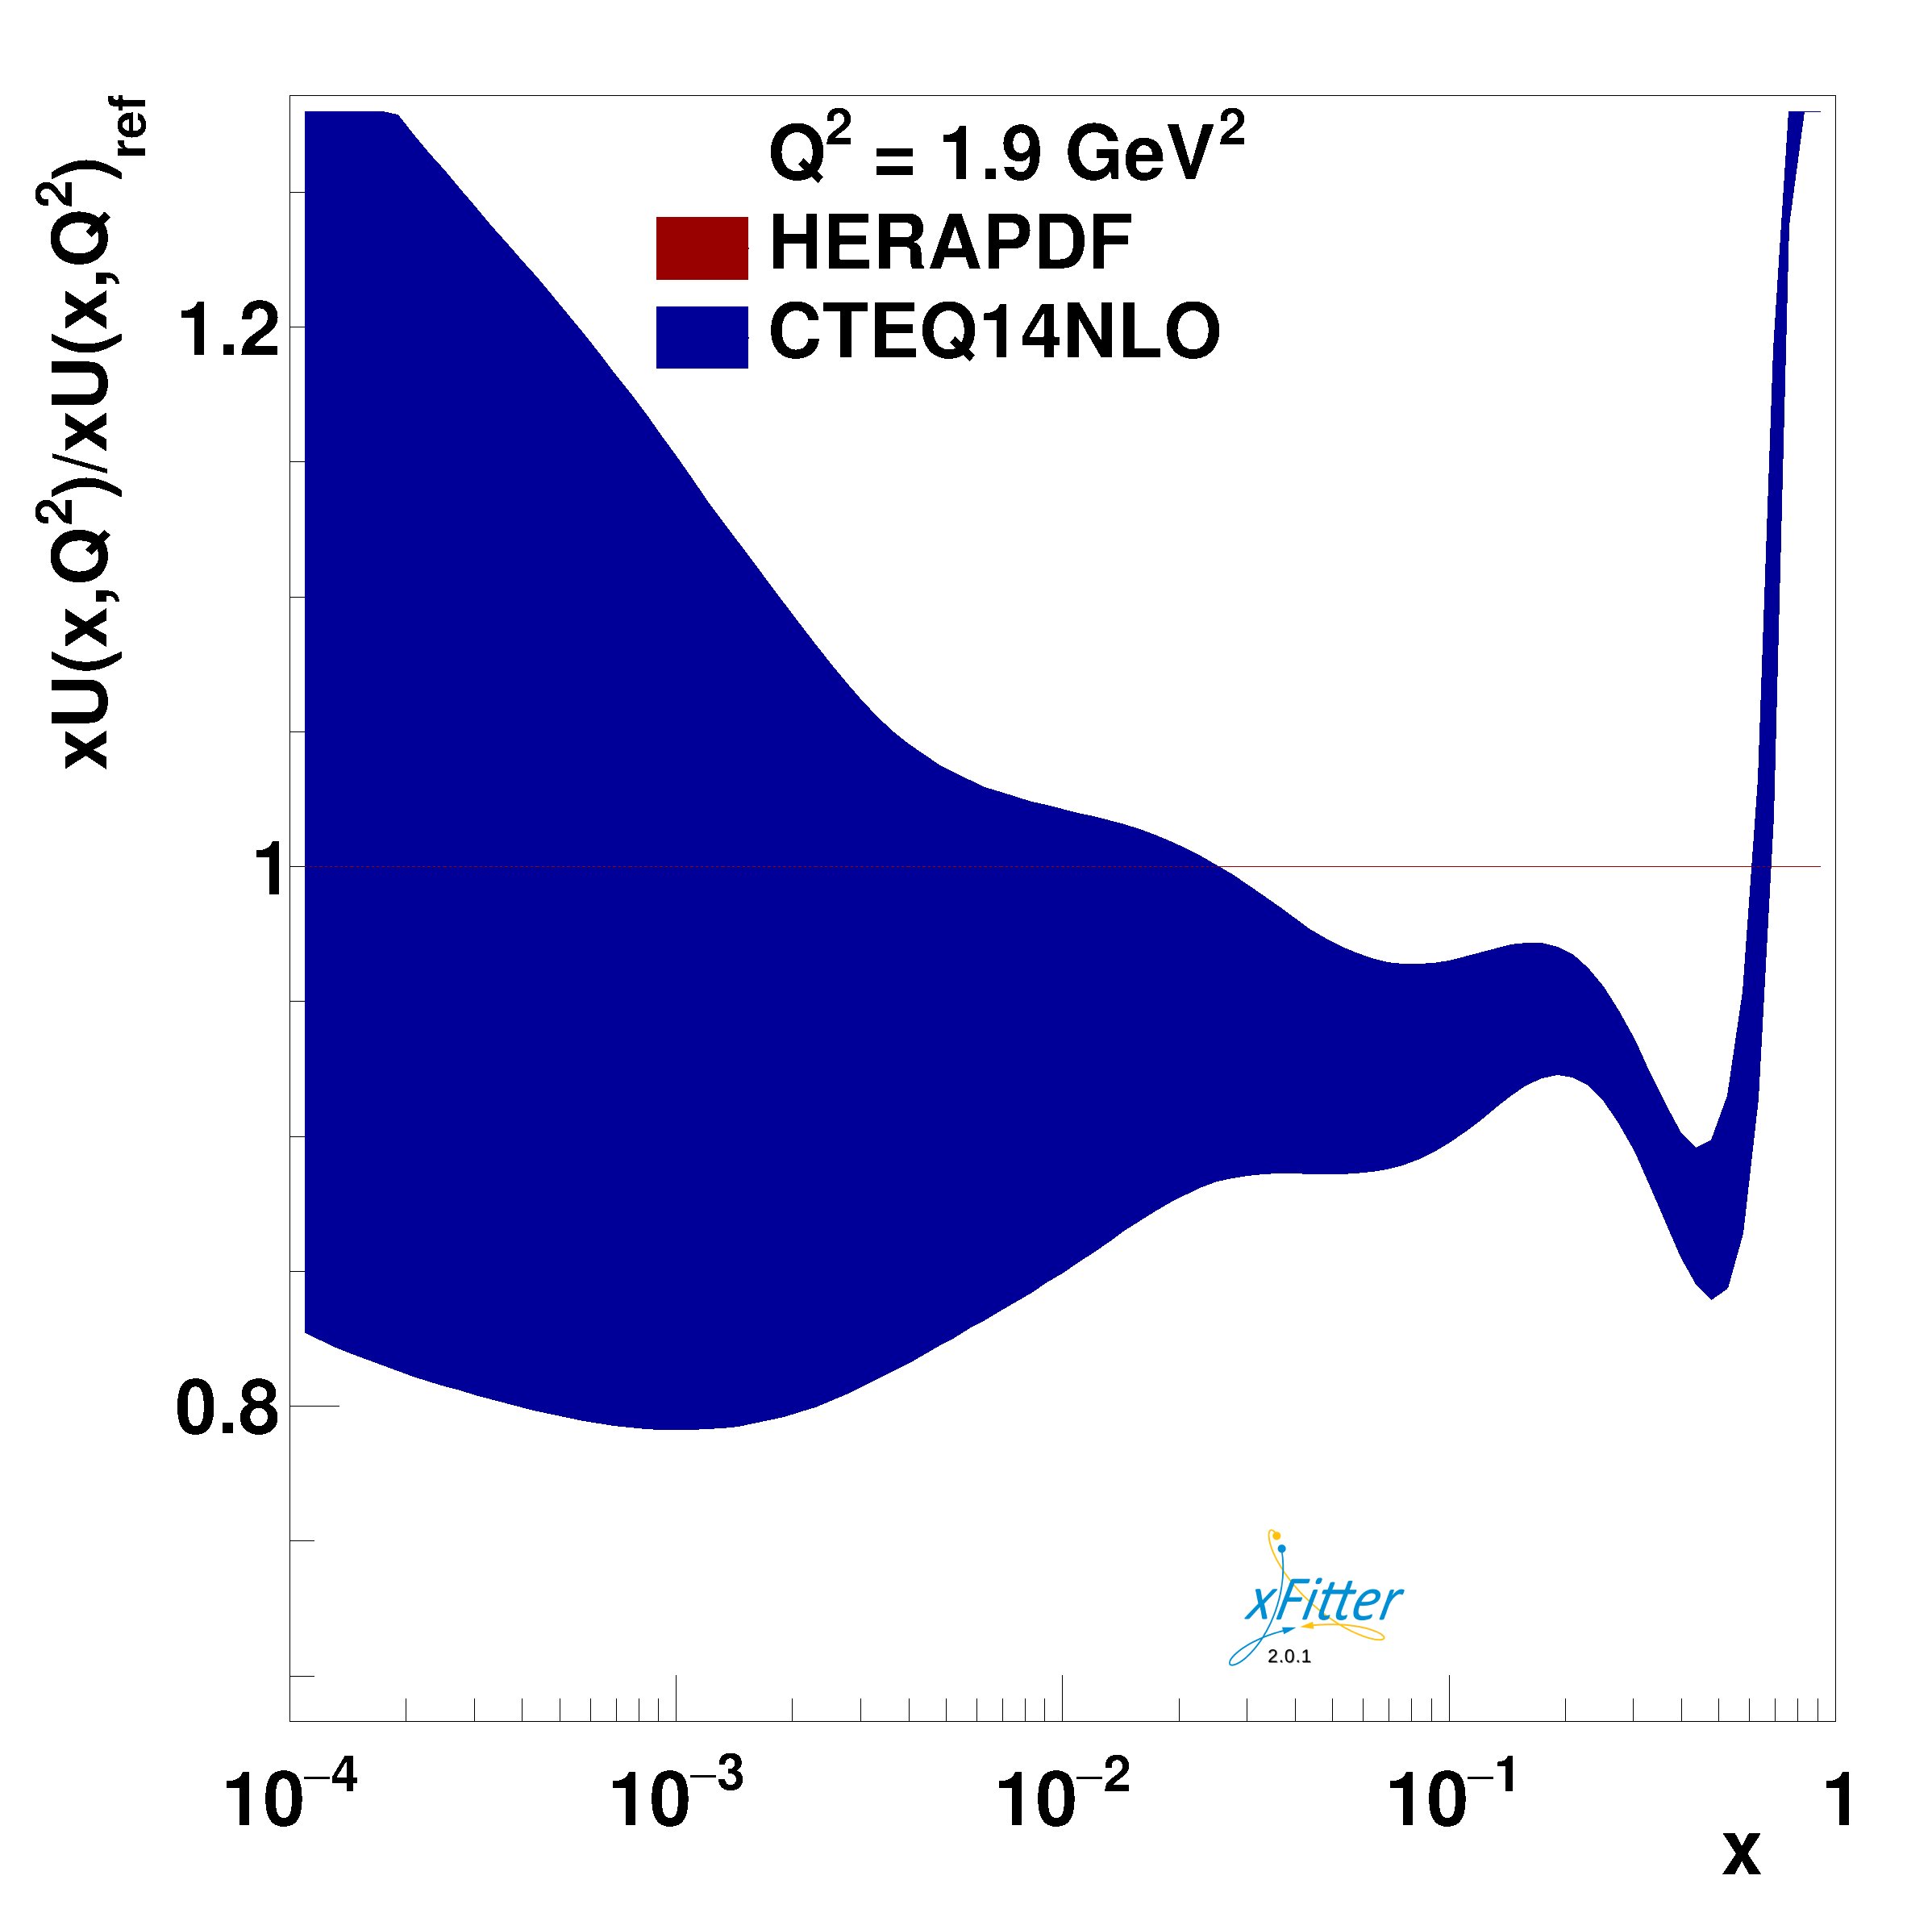 xU(x,Q²)/xU(x,Q²)ref
Q² = 1.9 GeV²
HERAPDF
CTEQ14NLO
1.2
1
0.8
xFitter
2.0.1
10⁻⁴ 10⁻³ 10⁻² 10⁻¹ 1
x